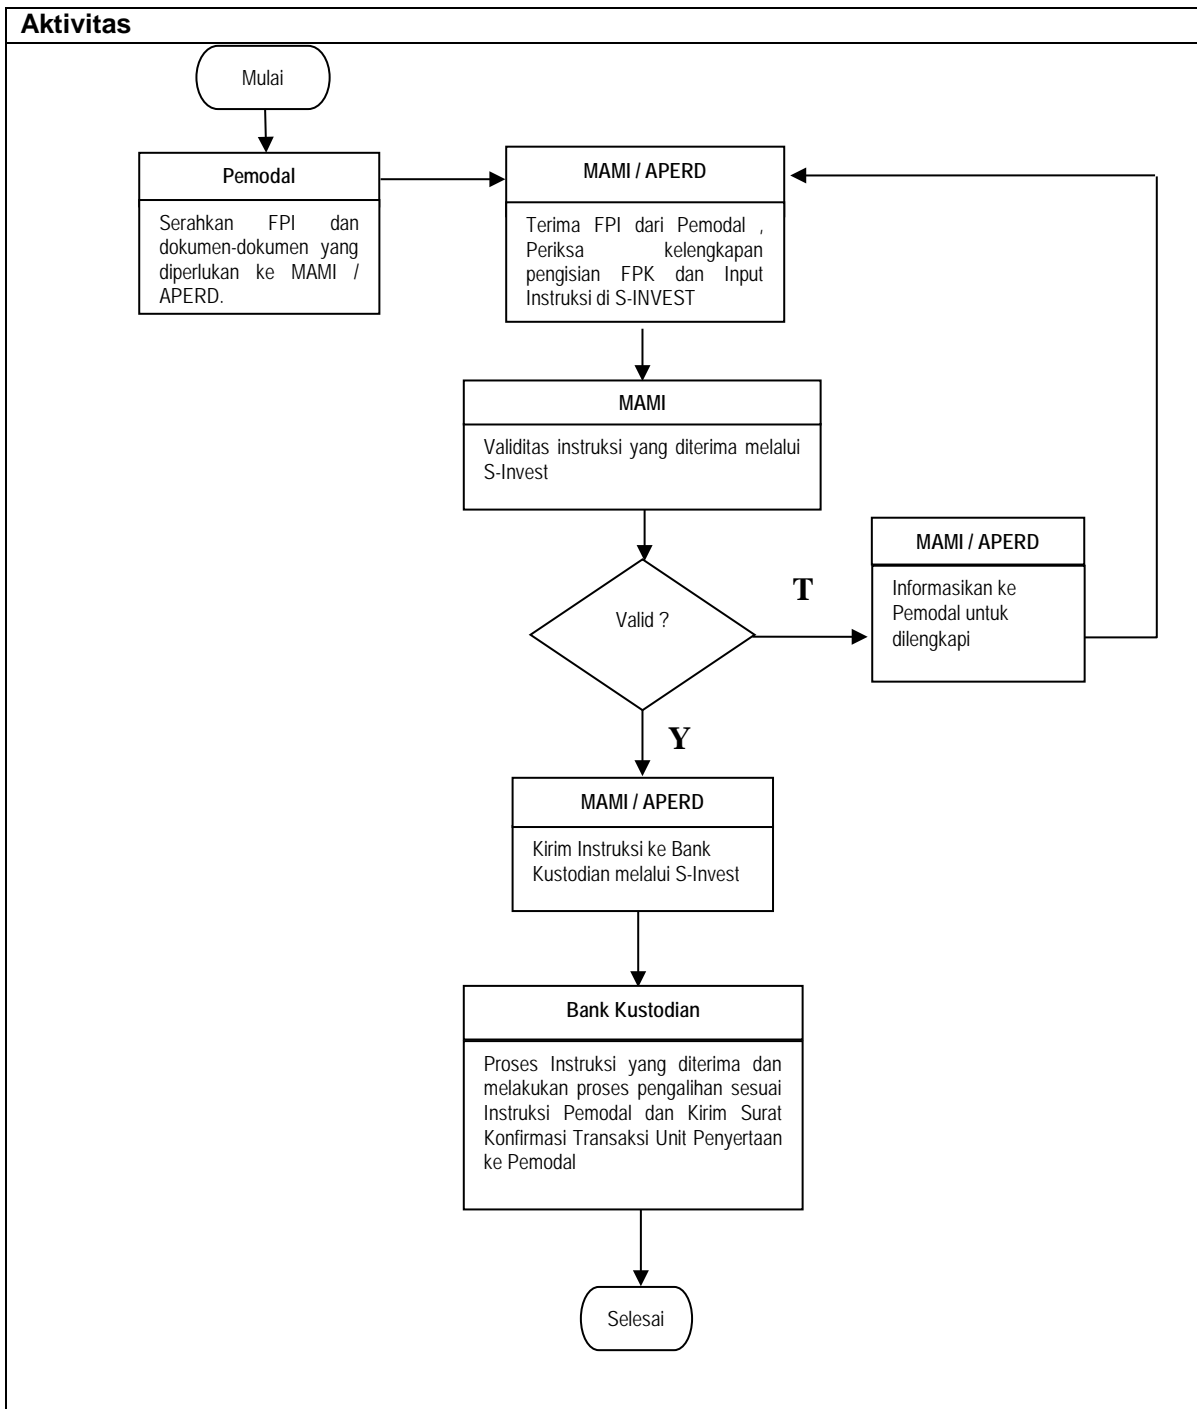 Aktivitas
Mulai
Pemodal
Serahkan FPI dan
dokumen-dokumen yang
diperlukan ke MAMI /
APERD.
MAMI / APERD
Terima FPI dari Pemodal ,
Periksa kelengkapan
pengisian FPK dan Input
Instruksi di S-INVEST
MAMI
Validitas instruksi yang diterima melalui
S-Invest
Valid ?
T
MAMI / APERD
Informasikan ke
Pemodal untuk
dilengkapi
Y
MAMI / APERD
Kirim Instruksi ke Bank
Kustodian melalui S-Invest
Bank Kustodian
Proses Instruksi yang diterima dan
melakukan proses pengalihan sesuai
Instruksi Pemodal dan Kirim Surat
Konfirmasi Transaksi Unit Penyertaan
ke Pemodal
Selesai